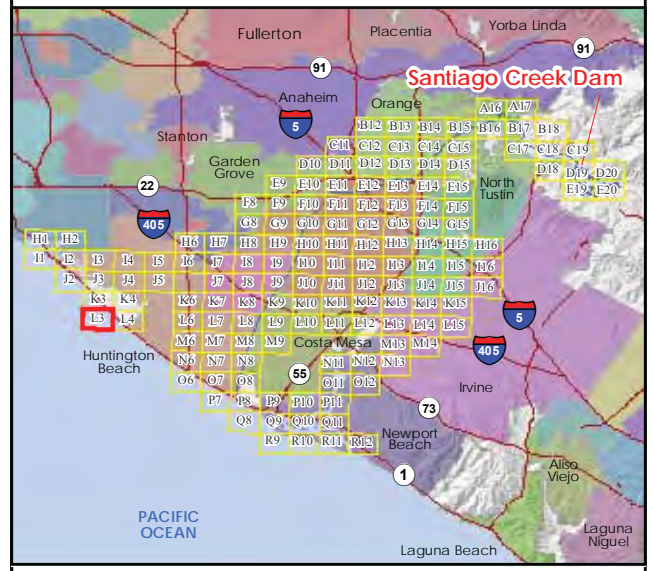 Fullerton
Placentia
Yorba Linda
91
91
Santiago Creek Dam
Anaheim
Orange
A16 A17
5
B12 B13 B14 B15 B16 B17 B18
Stanton
C11 C12 C13 C14 C15 C17 C18 C19
Garden
Grove
D10 D11 D12 D13 D14 D15 D18 D19 D20
22
E9 E10 E11 E12 E13 E14 E15 E19 E20
North
Tustin
F8 F9 F10 F11 F12 F13 F14 F15
405
G8 G9 G10 G11 G12 G13 G14 G15
H1 H2 H6 H7 H8 H9 H10 H11 H12 H13 H14 H15 H16
I1 I2 I3 I4 I5 I6 I7 I8 I9 I10 I11 I12 I13 I14 I15 I16
J2 J3 J4 J5 J7 J8 J9 J10 J11 J12 J13 J14 J15 J16
K3 K4 K6 K7 K8 K9 K10 K11 K12 K13 K14 K15
L3 L4 L6 L7 L8 L9 L10 L11 L12 L13 L14 L15
5
Huntington
Beach
M6 M7 M8 M9 Costa Mesa M13 M14
405
N6 N7 N8 N11 N12 N13
55
O6 O7 O8 O11 O12
Irvine
P7 P8 P9 P10 P11
73
Q8 Q9 Q10 Q11
Newport
Beach
R9 R10 R11 R12
1
Aliso
Viejo
PACIFIC
OCEAN
Laguna
Niguel
Laguna Beach